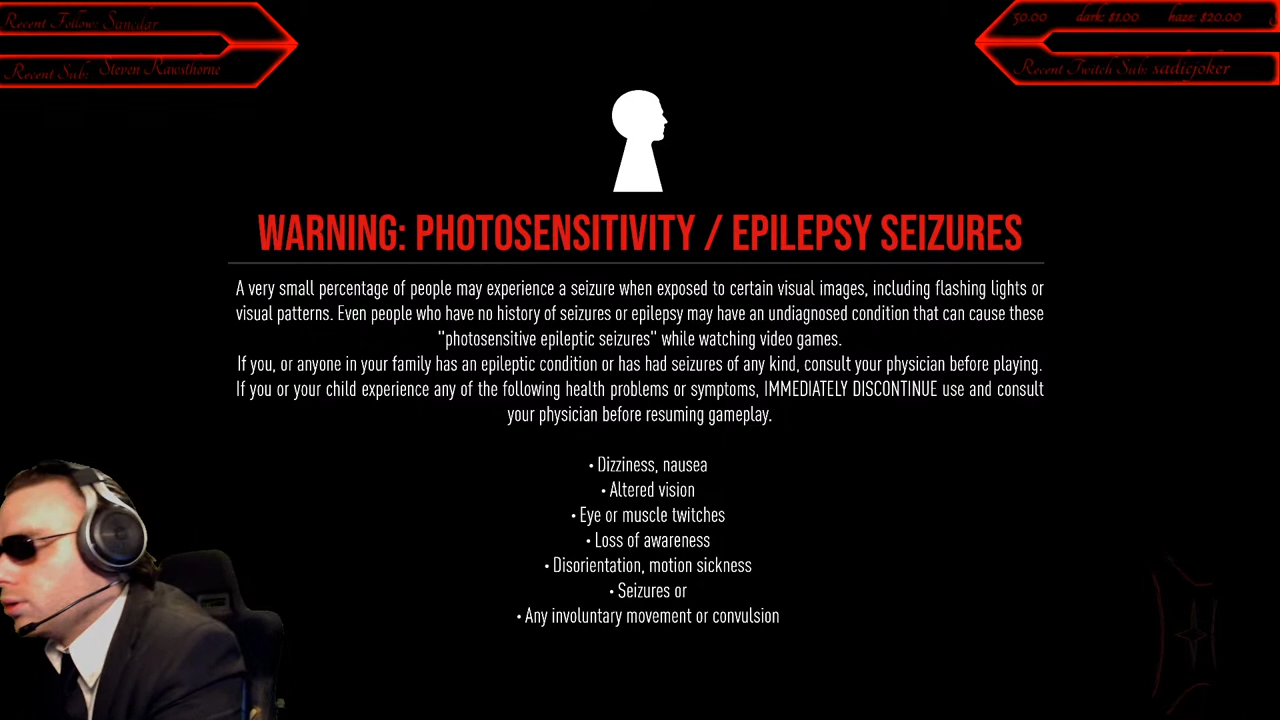 Recent Follow: Sancdar
50.00 dark: $1.00 haze: $20.00
Recent Sub: Steven Rawsthorne
Recent Twitch Sub: sadicjoker
WARNING: PHOTOSENSITIVITY / EPILEPSY SEIZURES
A very small percentage of people may experience a seizure when exposed to certain visual images, including flashing lights or
visual patterns. Even people who have no history of seizures or epilepsy may have an undiagnosed condition that can cause these
"photosensitive epileptic seizures" while watching video games.
If you, or anyone in your family has an epileptic condition or has had seizures of any kind, consult your physician before playing.
If you or your child experience any of the following health problems or symptoms, IMMEDIATELY DISCONTINUE use and consult
your physician before resuming gameplay.
• Dizziness, nausea
• Altered vision
• Eye or muscle twitches
• Loss of awareness
• Disorientation, motion sickness
• Seizures or
• Any involuntary movement or convulsion